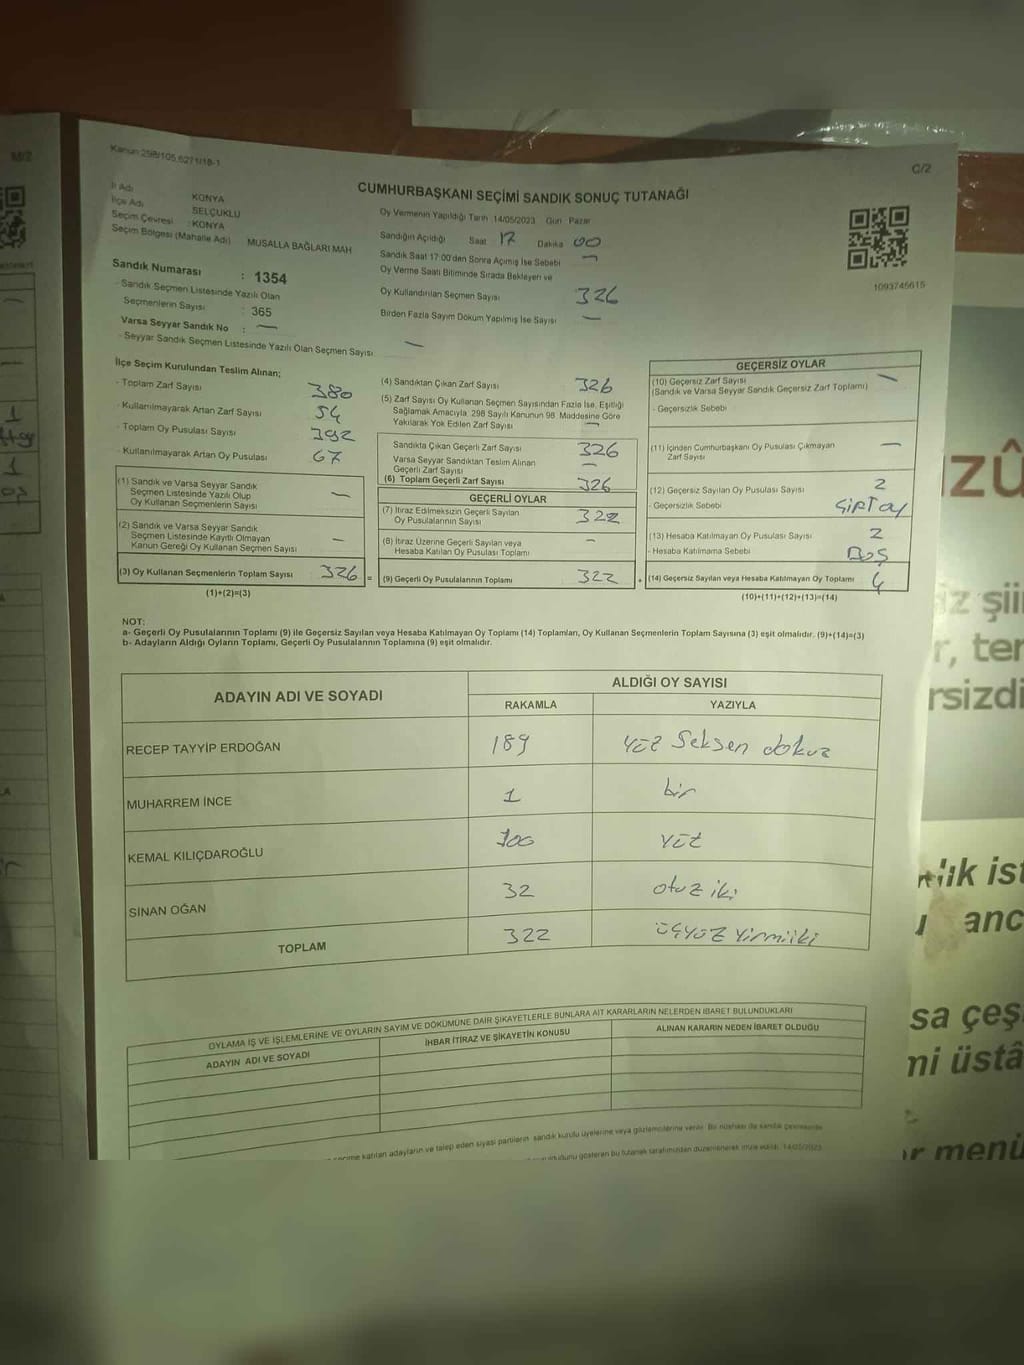 Kanun:298/105,6271/18-1
C/2
CUMHURBAŞKANI SEÇİMİ SANDIK SONUÇ TUTANAĞI
İl Adı KONYA
İlçe Adı SELÇUKLU
Seçim Çevresi : KONYA
Seçim Bölgesi (Mahalle Adı) MUSALLA BAĞLARI MAH
Sandık Numarası : 1354
- Sandık Seçmen Listesinde Yazılı Olan
Seçmenlerin Sayısı : 365
Varsa Seyyar Sandık No : —
- Seyyar Sandık Seçmen Listesinde Yazılı Olan Seçmen Sayısı —
Oy Vermenin Yapıldığı Tarih 14/05/2023 Gün Pazar
Sandığın Açıldığı Saat 17 Dakika 00
Sandık Saat 17:00'den Sonra Açımış İse Sebebi —
Oy Verme Saati Bitiminde Sırada Bekleyen ve
Oy Kullandırılan Seçmen Sayısı 326
Birden Fazla Sayım Döküm Yapılmış İse Sayısı —
1093745615
İlçe Seçim Kurulundan Teslim Alınan;
- Toplam Zarf Sayısı 380
- Kullanılmayarak Artan Zarf Sayısı 54
- Toplam Oy Pusulası Sayısı 392
- Kullanılmayarak Artan Oy Pusulası 67
(1) Sandık ve Varsa Seyyar Sandık
Seçmen Listesinde Yazılı Olup
Oy Kullanan Seçmenlerin Sayısı —
(2) Sandık ve Varsa Seyyar Sandık
Seçmen Listesinde Kayıtlı Olmayan
Kanun Gereği Oy Kullanan Seçmen Sayısı —
(3) Oy Kullanan Seçmenlerin Toplam Sayısı 326 =
(1)+(2)=(3)
(4) Sandıktan Çıkan Zarf Sayısı 326
(5) Zarf Sayısı Oy Kullanan Seçmen Sayısından Fazla İse, Eşitliği
Sağlamak Amacıyla, 298 Sayılı Kanunun 98. Maddesine Göre
Yakılarak Yok Edilen Zarf Sayısı —
Sandıkta Çıkan Geçerli Zarf Sayısı 326
Varsa Seyyar Sandıktan Teslim Alınan
Geçerli Zarf Sayısı —
(6) Toplam Geçerli Zarf Sayısı 326
GEÇERLİ OYLAR
(7) İtiraz Edilmeksizin Geçerli Sayılan
Oy Pusulalarının Sayısı 322
(8) İtiraz Üzerine Geçerli Sayılan veya
Hesaba Katılan Oy Pusulası Toplamı —
(9) Geçerli Oy Pusulalarının Toplamı 322 +
GEÇERSİZ OYLAR
(10) Geçersiz Zarf Sayısı —
(Sandık ve Varsa Seyyar Sandık Geçersiz Zarf Toplamı)
- Geçersizlik Sebebi
(11) İçinden Cumhurbaşkanı Oy Pusulası Çıkmayan
Zarf Sayısı —
(12) Geçersiz Sayılan Oy Pusulası Sayısı 2
- Geçersizlik Sebebi ÇİFT OY
(13) Hesaba Katılmayan Oy Pusulası Sayısı 2
- Hesaba Katılmama Sebebi BOŞ
(14) Geçersiz Sayılan veya Hesaba Katılmayan Oy Toplamı 4
(10)+(11)+(12)+(13)=(14)
NOT:
a- Geçerli Oy Pusulalarının Toplamı (9) ile Geçersiz Sayılan veya Hesaba Katılmayan Oy Toplamı (14) Toplamları, Oy Kullanan Seçmenlerin Toplam Sayısına (3) eşit olmalıdır. (9)+(14)=(3)
b- Adayların Aldığı Oyların Toplamı, Geçerli Oy Pusulalarının Toplamına (9) eşit olmalıdır.
ADAYIN ADI VE SOYADI ALDIĞI OY SAYISI
RAKAMLA YAZIYLA
RECEP TAYYİP ERDOĞAN 189 yüz Seksen dokuz
MUHARREM İNCE 1 bir
KEMAL KILIÇDAROĞLU 100 yüz
SİNAN OĞAN 32 otuz iki
TOPLAM 322 üçyüz yirmiiki
OYLAMA İŞ VE İŞLEMLERİNE VE OYLARIN SAYIM VE DÖKÜMÜNE DAİR ŞİKAYETLERLE BUNLARA AİT KARARLARIN NELERDEN İBARET BULUNDUKLARI
ADAYIN ADI VE SOYADI İHBAR İTİRAZ VE ŞİKAYETİN KONUSU ALINAN KARARIN NEDEN İBARET OLDUĞU
katılan adayların ve talep eden siyasi partilerin sandık kurulu üyelerine veya gözlemcilerine verilir. Bir nüshası da sandık çevresinde
gösteren bu tutanak tarafımızdan düzenlenerek imza edildi. 14/05/2023
M/2
zû
iz şii
r, ter
rsizdi
lık ist
anc
sa çeş
mi üstâ
r menü